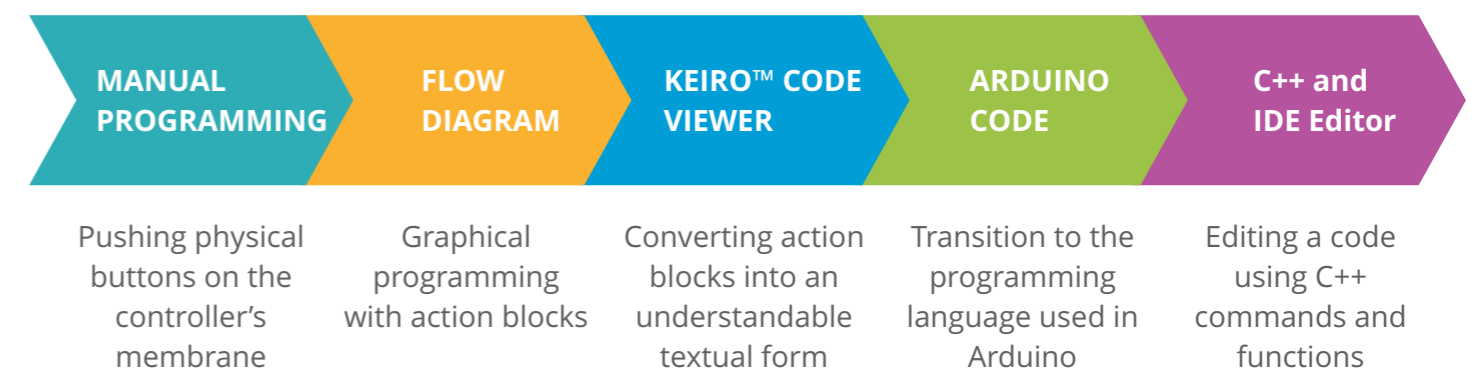 MANUAL
PROGRAMMING
FLOW
DIAGRAM
KEIRO™ CODE
VIEWER
ARDUINO
CODE
C++ and
IDE Editor
Pushing physical
buttons on the
controller’s
membrane
Graphical
programming
with action blocks
Converting action
blocks into an
understandable
textual form
Transition to the
programming
language used in
Arduino
Editing a code
using C++
commands and
functions